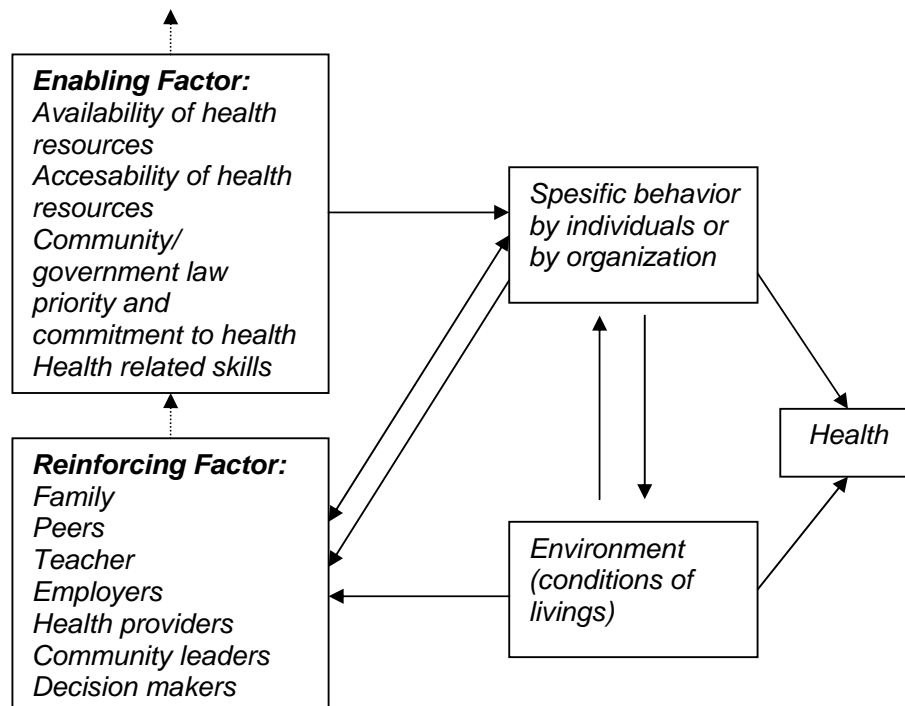 Enabling Factor:
Availability of health
resources
Accesability of health
resources
Community/
government law
priority and
commitment to health
Health related skills
Spesific behavior
by individuals or
by organization
Health
Reinforcing Factor:
Family
Peers
Teacher
Employers
Health providers
Community leaders
Decision makers
Environment
(conditions of
livings)